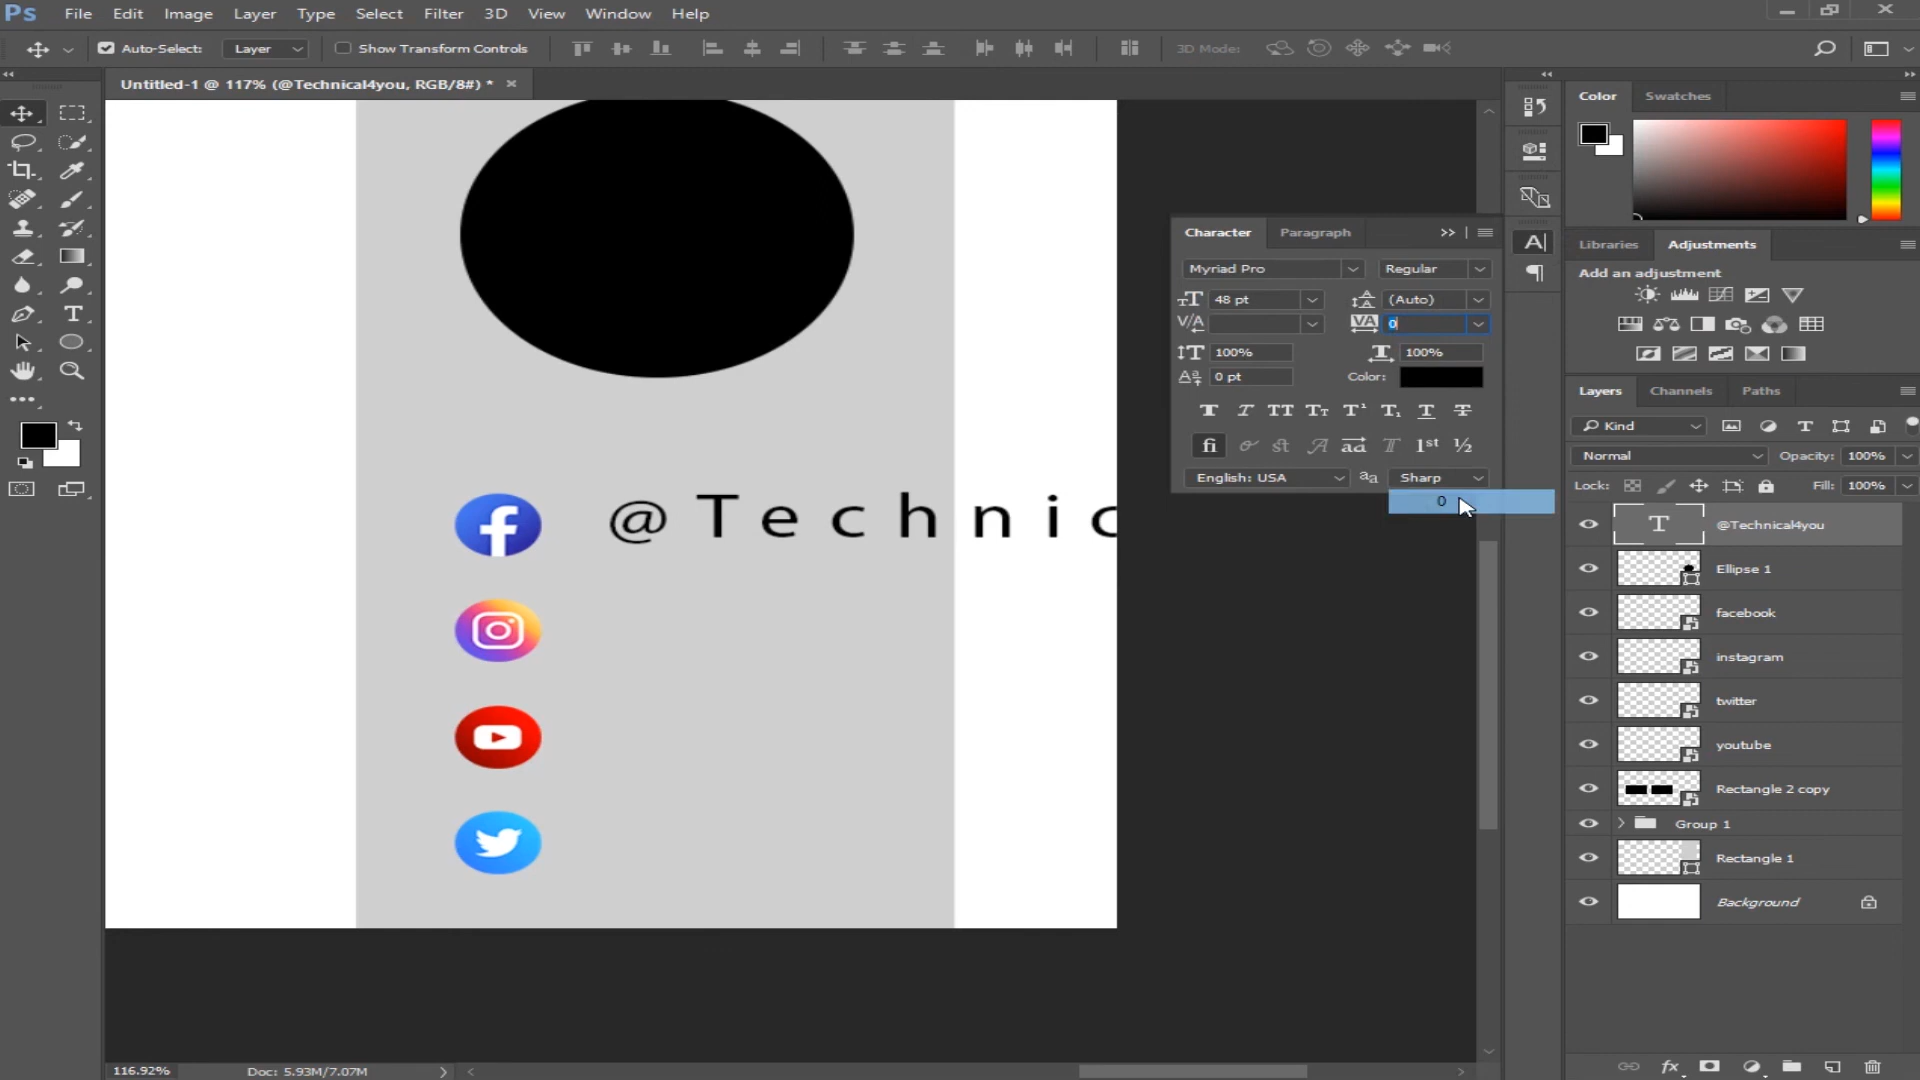 Ps File Edit Image Layer Type Select Filter 3D View Window Help
Auto-Select: Layer Show Transform Controls 3D Mode:
Untitled-1 @ 117% (@Technical4you, RGB/8#) * ×
Color Swatches
Libraries Adjustments
Add an adjustment
Character Paragraph
Myriad Pro Regular
48 pt (Auto)
0
100% 100%
0 pt Color:
English: USA Sharp
0
@Technic
Layers Channels Paths
Kind
Normal Opacity: 100%
Lock: Fill: 100%
@Technical4you
Ellipse 1
facebook
instagram
twitter
youtube
Rectangle 2 copy
Group 1
Rectangle 1
Background
116.92% Doc: 5.93M/7.07M